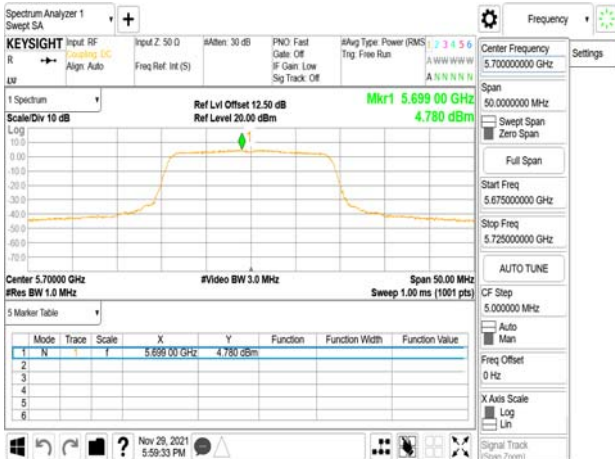 Spectrum Analyzer 1
Swept SA
+
Frequency
KEYSIGHT
R
LXI
Input: RF
Coupling: DC
Align: Auto
Input Z: 50 Ω
Freq Ref: Int (S)
#Atten: 30 dB
PNO: Fast
Gate: Off
IF Gain: Low
Sig Track: Off
#Avg Type: Power (RMS
Trig: Free Run
1 2 3 4 5 6
A WW WW W
A N N N N N
1 Spectrum
Scale/Div 10 dB
Ref Lvl Offset 12.50 dB
Ref Level 20.00 dBm
Mkr1 5.699 00 GHz
4.780 dBm
Log
10.0
0.00
-10.0
-20.0
-30.0
-40.0
-50.0
-60.0
-70.0
1
Center 5.70000 GHz
#Video BW 3.0 MHz
Span 50.00 MHz
#Res BW 1.0 MHz
Sweep 1.00 ms (1001 pts)
5 Marker Table
Mode Trace Scale X Y Function Function Width Function Value
1 N 1 f 5.699 00 GHz 4.780 dBm
2
3
4
5
6
Nov 29, 2021
5:59:33 PM
Center Frequency
5.700000000 GHz
Settings
Span
50.0000000 MHz
Swept Span
Zero Span
Full Span
Start Freq
5.675000000 GHz
Stop Freq
5.725000000 GHz
AUTO TUNE
CF Step
5.000000 MHz
Auto
Man
Freq Offset
0 Hz
X Axis Scale
Log
Lin
Signal Track
(Span Zoom)